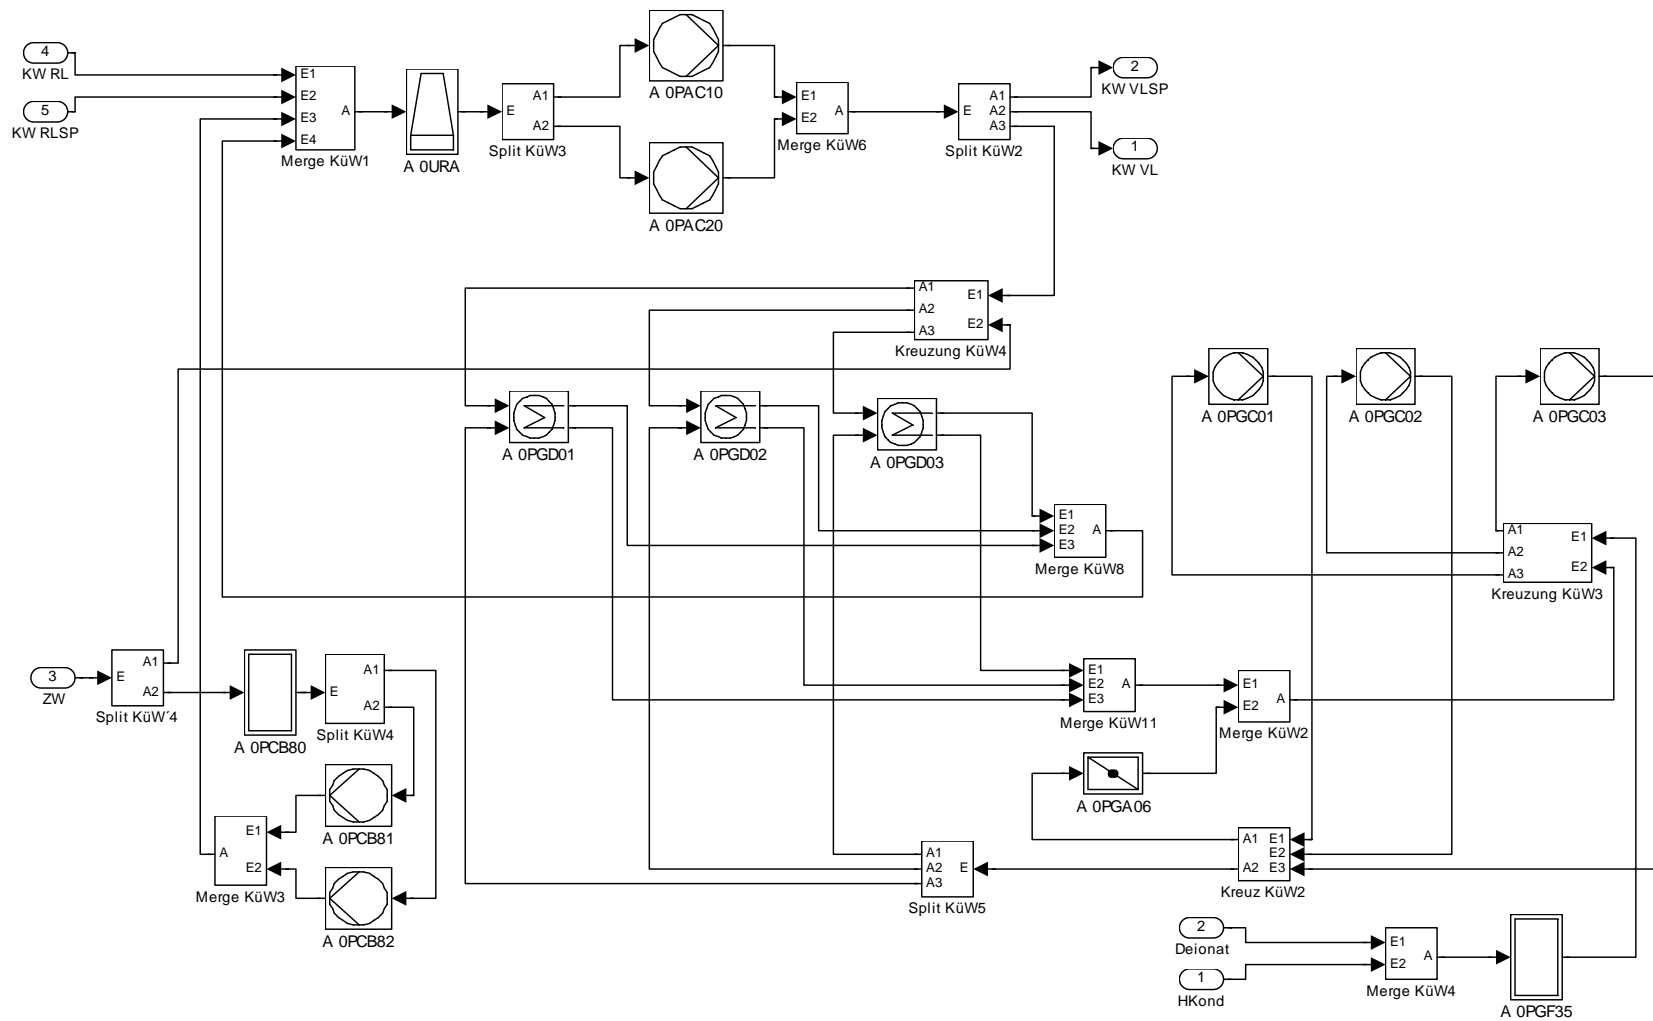 4
KW RL
5
KW RLSP
E1
E2
E3
E4
A
Merge KüW1
A 0URA
E
A1
A2
Split KüW3
A 0PAC10
A 0PAC20
E1
E2
A
Merge KüW6
E
A1
A2
A3
Split KüW2
2
KW VLSP
1
KW VL
A1
A2
A3
E1
E2
Kreuzung KüW4
A 0PGD01
A 0PGD02
A 0PGD03
A 0PGC01
A 0PGC02
A 0PGC03
E1
E2
E3
A
Merge KüW8
A1
A2
A3
E1
E2
Kreuzung KüW3
3
ZW
E
A1
A2
Split KüW´4
A 0PCB80
E
A1
A2
Split KüW4
A 0PCB81
E1
E2
A
Merge KüW3
A 0PCB82
E1
E2
E3
A
Merge KüW11
E1
E2
A
Merge KüW2
A 0PGA06
A1
A2
A3
E
Split KüW5
A1
A2
E1
E2
E3
Kreuz KüW2
2
Deionat
1
HKond
E1
E2
A
Merge KüW4
A 0PGF35